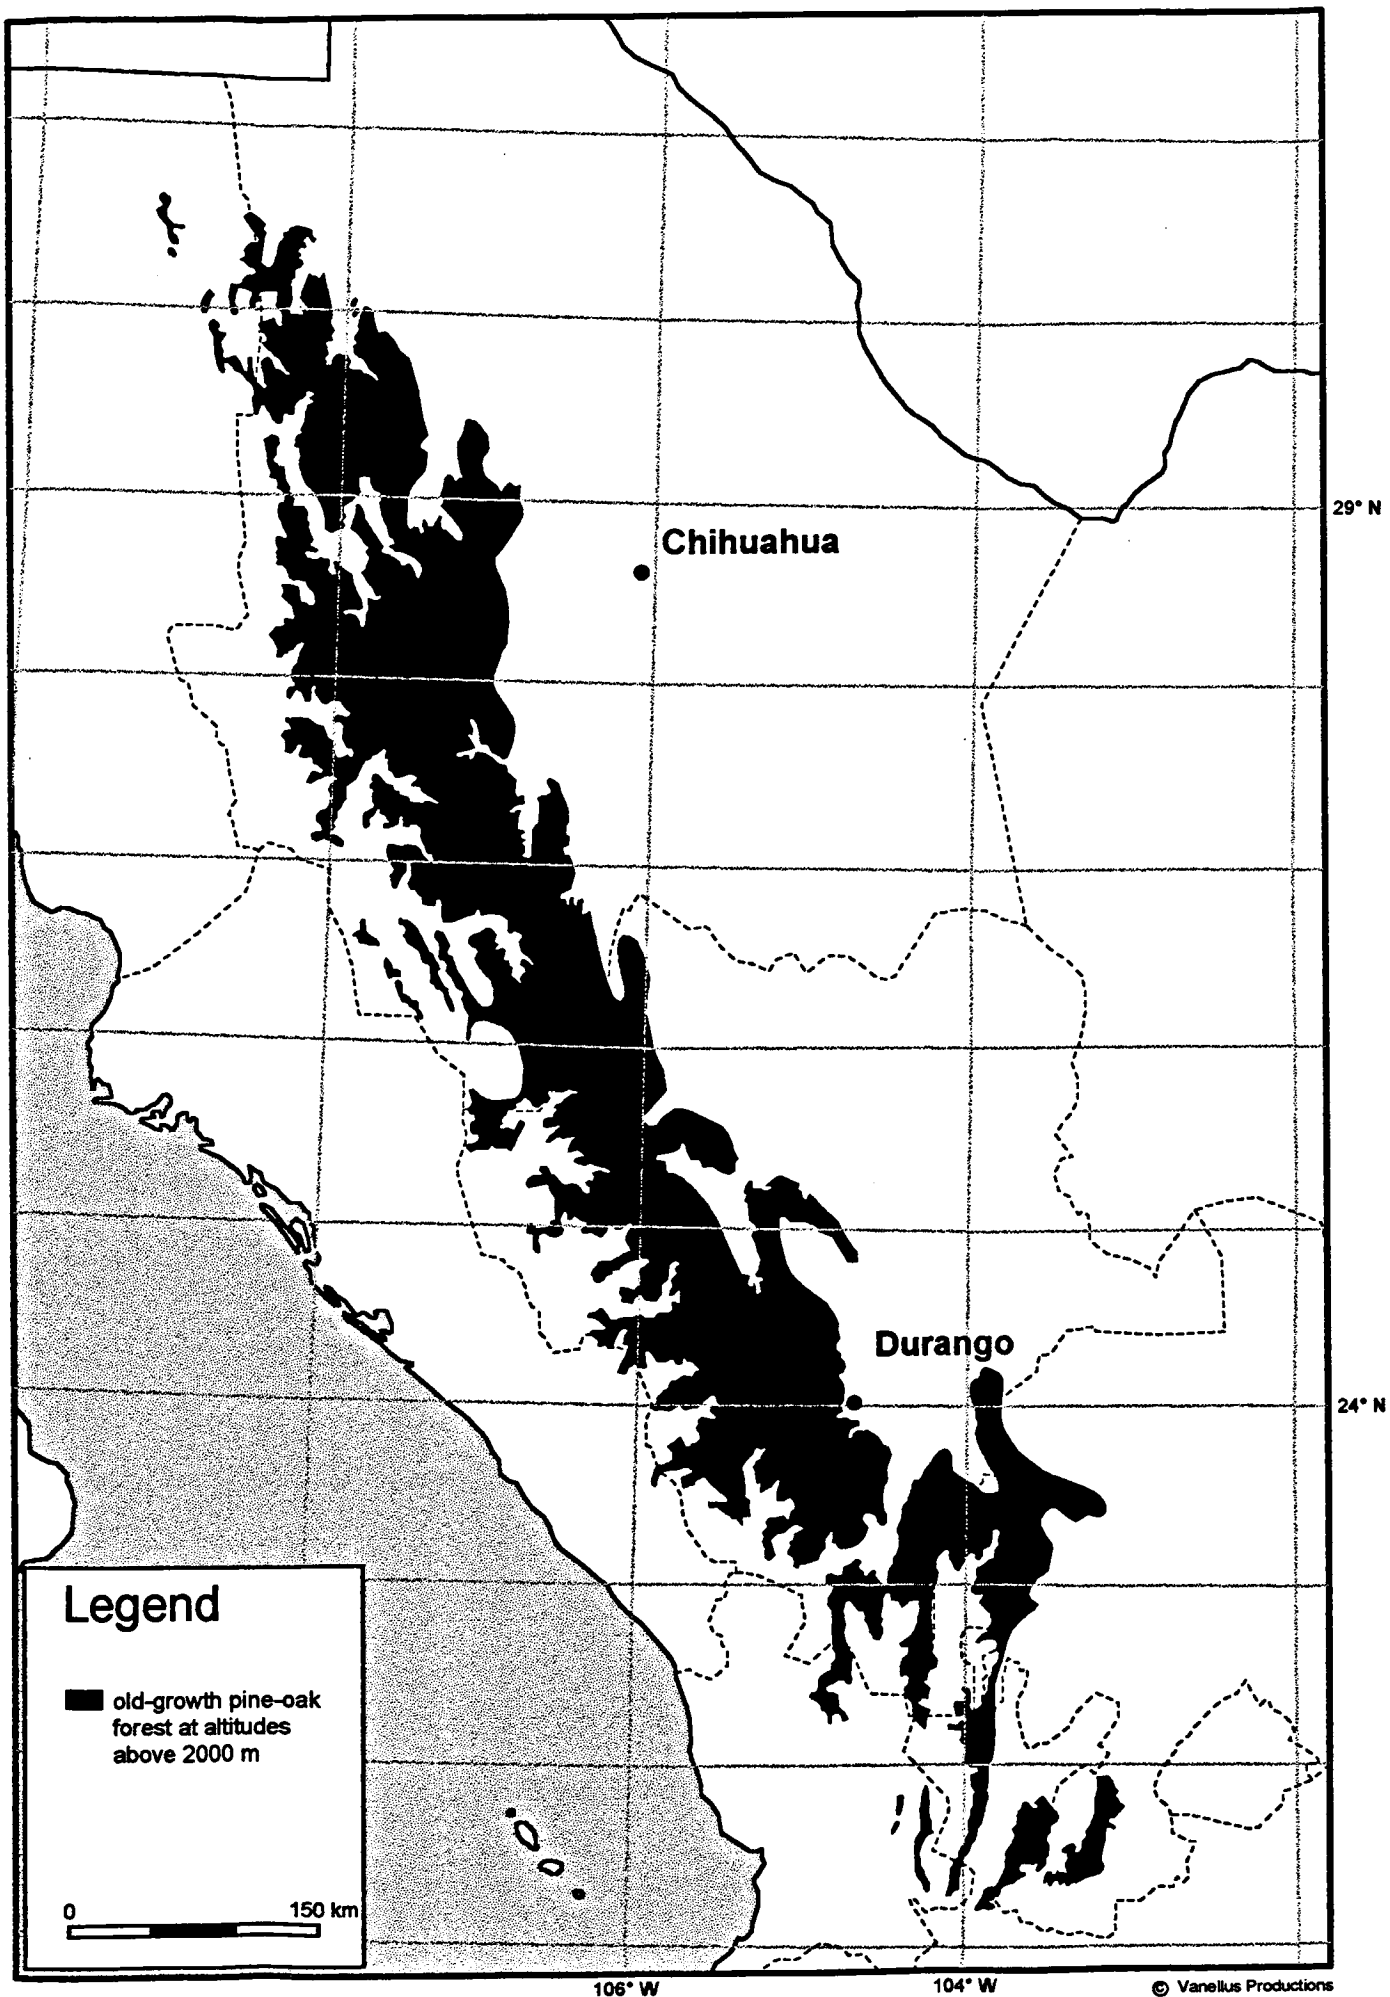 29° N
Chihuahua
Durango
24° N
Legend
old-growth pine-oak
forest at altitudes
above 2000 m
0
150 km
106° W
104° W
© Vanellus Productions